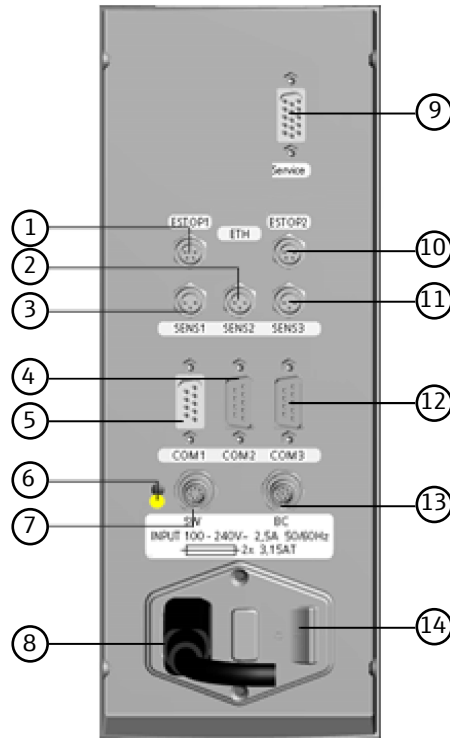 9
Service
1
ESTOP1
ETH
ESTOP2
10
2
3
SENS1 SENS2 SENS3
11
4
5
12
COM1 COM2 COM3
6
7
SW BC
13
INPUT 100 - 240V~ 2,5A 50/60Hz
2x 3,15AT
8
14